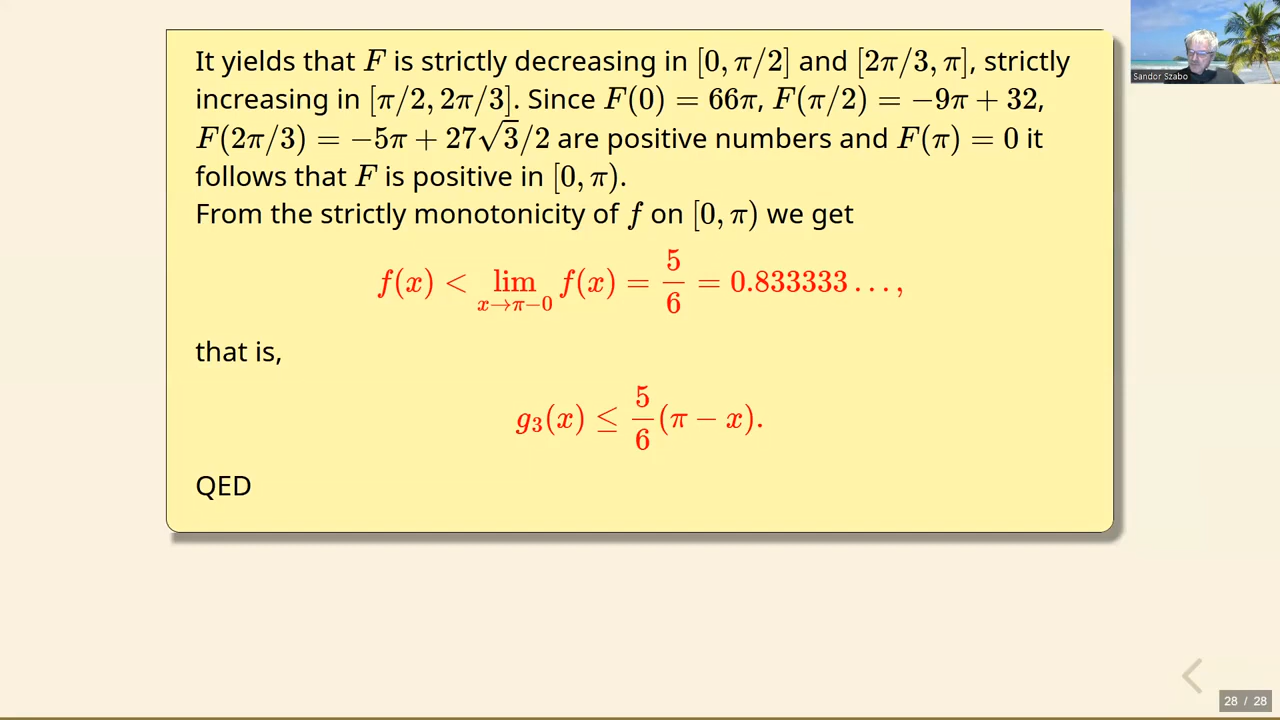 It yields that F is strictly decreasing in [0, π/2] and [2π/3, π], strictly
increasing in [π/2, 2π/3]. Since F(0) = 66π, F(π/2) = −9π + 32,
F(2π/3) = −5π + 27√3/2 are positive numbers and F(π) = 0 it
follows that F is positive in [0, π).
From the strictly monotonicity of f on [0, π) we get
f(x) < lim_{x→π−0} f(x) = 5/6 = 0.833333 . . . ,
that is,
g₃(x) ≤ 5/6 (π − x).
QED
Sandor Szabo
28 / 28